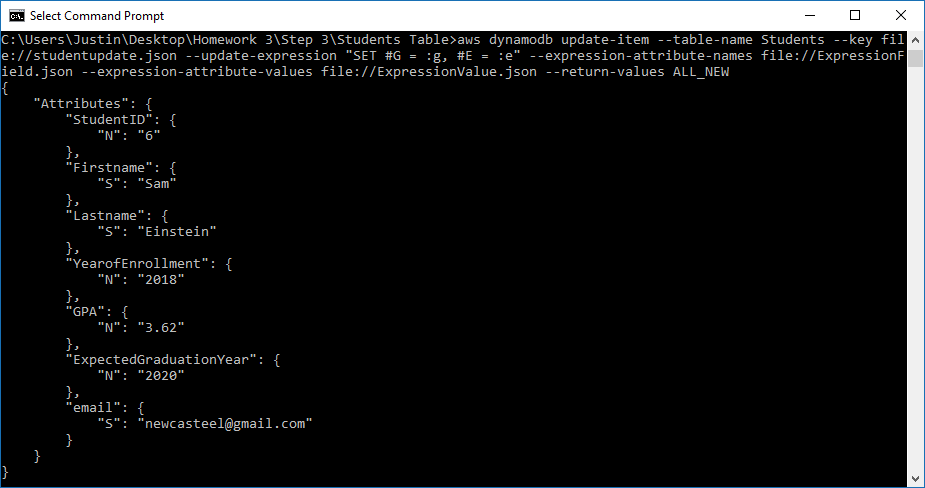 Select Command Prompt
C:\Users\Justin\Desktop\Homework 3\Step 3\Students Table>aws dynamodb update-item --table-name Students --key fil
e://studentupdate.json --update-expression "SET #G = :g, #E = :e" --expression-attribute-names file://ExpressionF
ield.json --expression-attribute-values file://ExpressionValue.json --return-values ALL_NEW
{
    "Attributes": {
        "StudentID": {
            "N": "6"
        },
        "Firstname": {
            "S": "Sam"
        },
        "Lastname": {
            "S": "Einstein"
        },
        "YearofEnrollment": {
            "N": "2018"
        },
        "GPA": {
            "N": "3.62"
        },
        "ExpectedGraduationYear": {
            "N": "2020"
        },
        "email": {
            "S": "newcasteel@gmail.com"
        }
    }
}